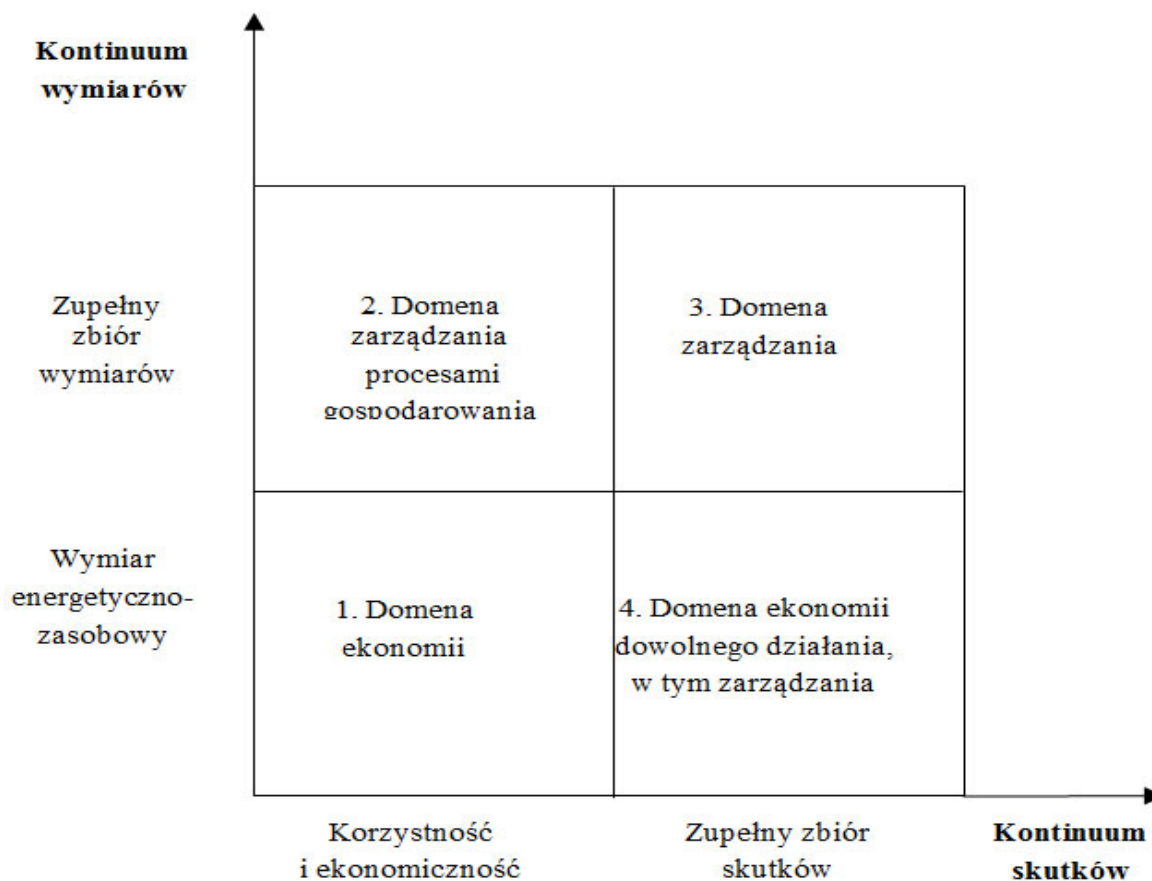 Kontinuum
wymiarów
Zupełny
zbiór
wymiarów
2. Domena
zarządzania
procesami
gospodarowania
3. Domena
zarządzania
Wymiar
energetyczno-
zasobowy
1. Domena
ekonomii
4. Domena ekonomii
dowolnego działania,
w tym zarządzania
Korzystność
i ekonomiczność
Zupełny zbiór
skutków
Kontinuum
skutków